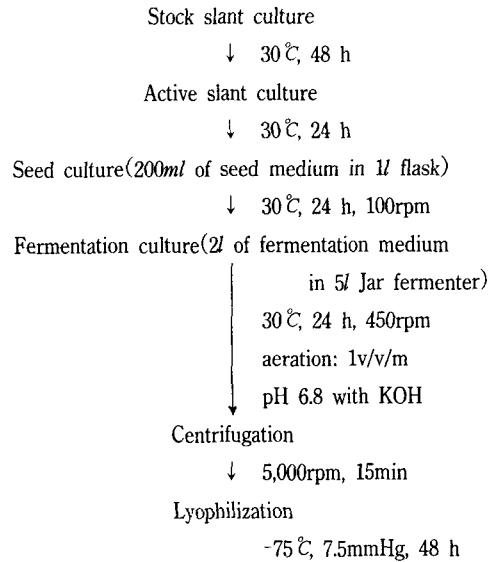 Stock slant culture
↓ 30℃, 48 h
Active slant culture
↓ 30℃, 24 h
Seed culture(200ml of seed medium in 1l flask)
↓ 30℃, 24 h, 100rpm
Fermentation culture(2l of fermentation medium
in 5l Jar fermenter)
30℃, 24 h, 450rpm
aeration: 1v/v/m
pH 6.8 with KOH
Centrifugation
↓ 5,000rpm, 15min
Lyophilization
-75℃, 7.5mmHg, 48 h